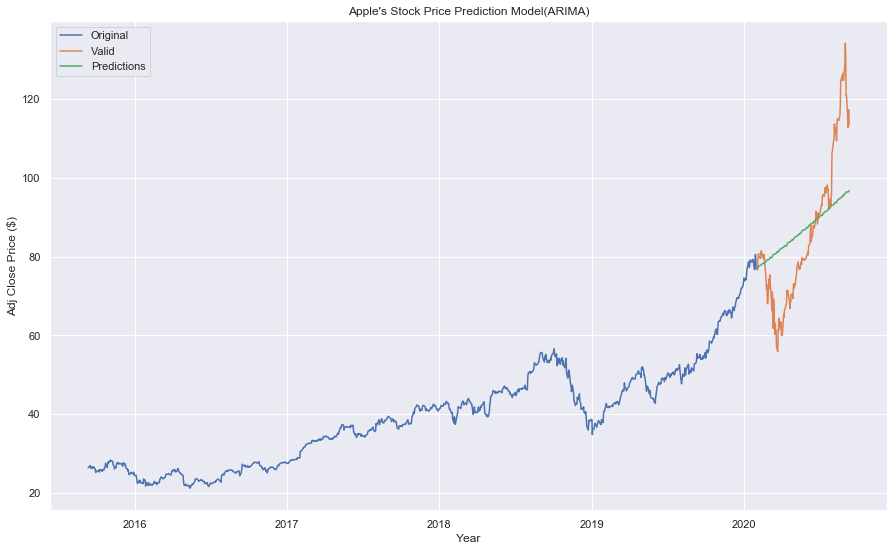 Apple's Stock Price Prediction Model(ARIMA)
Original
Valid
Predictions
Adj Close Price ($)
120
100
80
60
40
20
2016 2017 2018 2019 2020
Year